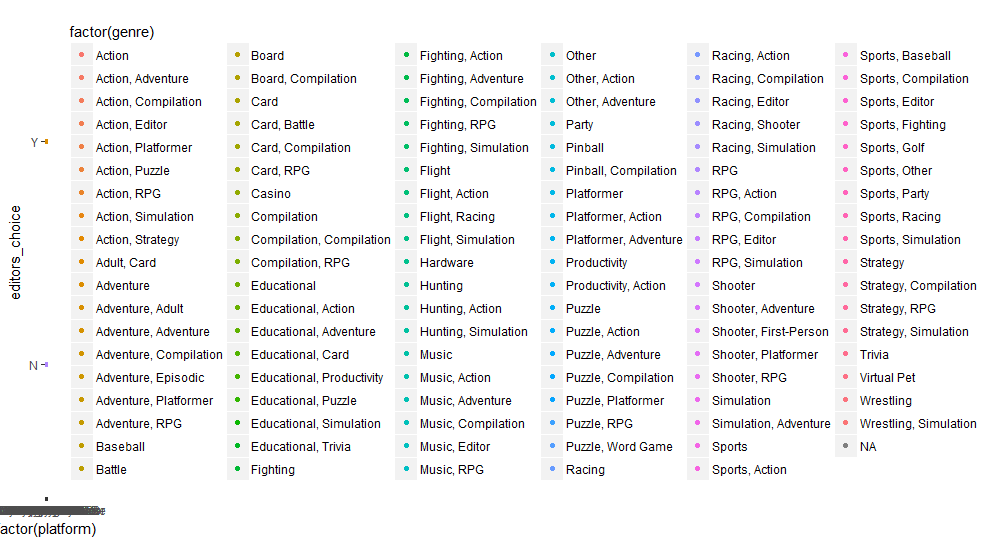 factor(genre)
Action
Action, Adventure
Action, Compilation
Action, Editor
Action, Platformer
Action, Puzzle
Action, RPG
Action, Simulation
Action, Strategy
Adult, Card
Adventure
Adventure, Adult
Adventure, Adventure
Adventure, Compilation
Adventure, Episodic
Adventure, Platformer
Adventure, RPG
Baseball
Battle
Board
Board, Compilation
Card
Card, Battle
Card, Compilation
Card, RPG
Casino
Compilation
Compilation, Compilation
Compilation, RPG
Educational
Educational, Action
Educational, Adventure
Educational, Card
Educational, Productivity
Educational, Puzzle
Educational, Simulation
Educational, Trivia
Fighting
Fighting, Action
Fighting, Adventure
Fighting, Compilation
Fighting, RPG
Fighting, Simulation
Flight
Flight, Action
Flight, Racing
Flight, Simulation
Hardware
Hunting
Hunting, Action
Hunting, Simulation
Music
Music, Action
Music, Adventure
Music, Compilation
Music, Editor
Music, RPG
Other
Other, Action
Other, Adventure
Party
Pinball
Pinball, Compilation
Platformer
Platformer, Action
Platformer, Adventure
Productivity
Productivity, Action
Puzzle
Puzzle, Action
Puzzle, Adventure
Puzzle, Compilation
Puzzle, Platformer
Puzzle, RPG
Puzzle, Word Game
Racing
Racing, Action
Racing, Compilation
Racing, Editor
Racing, Shooter
Racing, Simulation
RPG
RPG, Action
RPG, Compilation
RPG, Editor
RPG, Simulation
Shooter
Shooter, Adventure
Shooter, First-Person
Shooter, Platformer
Shooter, RPG
Simulation
Simulation, Adventure
Sports
Sports, Action
Sports, Baseball
Sports, Compilation
Sports, Editor
Sports, Fighting
Sports, Golf
Sports, Other
Sports, Party
Sports, Racing
Sports, Simulation
Strategy
Strategy, Compilation
Strategy, RPG
Strategy, Simulation
Trivia
Virtual Pet
Wrestling
Wrestling, Simulation
NA
Y
N
editors_choice
actor(platform)